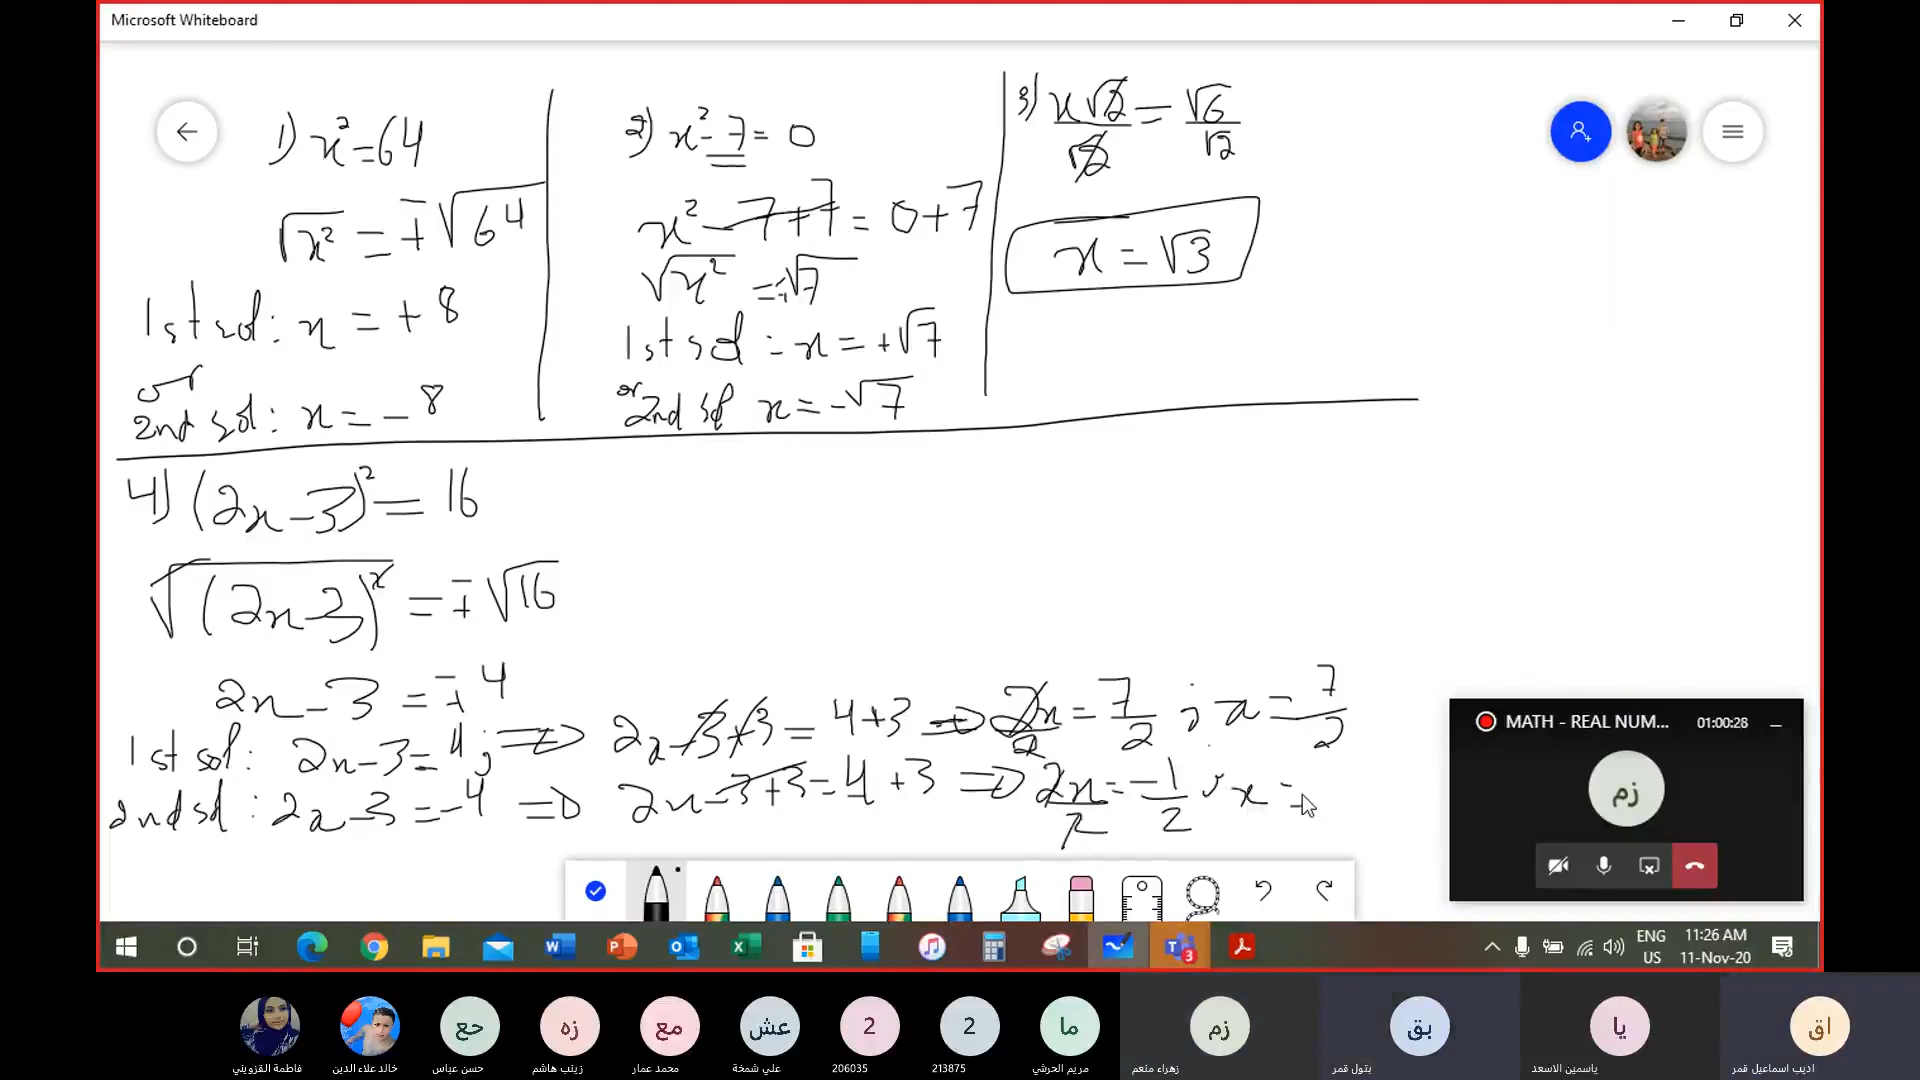 Microsoft Whiteboard
1) x² = 64
√x² = ∓√64
1st sol: x = + 8
or
2nd sol: x = - 8
2) x² - 7 = 0
x² - 7 + 7 = 0 + 7
√x² = ∓√7
1st sol : x = +√7
or
2nd sol x = -√7
3) x√2/√2 = √6/√2
x = √3
4) (2x - 3)² = 16
√(2x - 3)² = ∓ √16
2x - 3 = ∓ 4
1st sol: 2x - 3 = 4 ; ⇒ 2x - 3 + 3 = 4 + 3 ⇒ 2x/2 = 7/2 ; x = 7/2
2nd sol : 2x - 3 = -4 ⇒ 2x - 3 + 3 = -4 + 3 ⇒ 2x/2 = -1/2 , x =
MATH - REAL NUM... 01:00:28
زم
ENG
US
11:26 AM
11-Nov-20
3
حع زه مع عش 2 2 ما زم بق يا اق
فاطمة القزويني خالد علاء الدين حسن عباس زينب هاشم محمد عمار علي شمخة 206035 213875 مريم الحرشي زهراء منعم بتول قمر ياسمين الاسعد اديب اسماعيل قمر